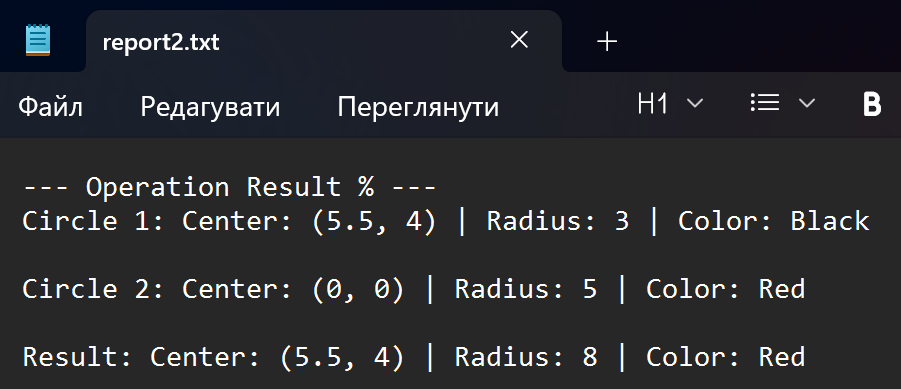 report2.txt
Файл Редагувати Переглянути H1 B
--- Operation Result % ---
Circle 1: Center: (5.5, 4) | Radius: 3 | Color: Black
Circle 2: Center: (0, 0) | Radius: 5 | Color: Red
Result: Center: (5.5, 4) | Radius: 8 | Color: Red